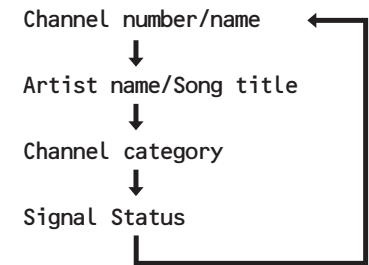 Channel number/name
Artist name/Song title
Channel category
Signal Status